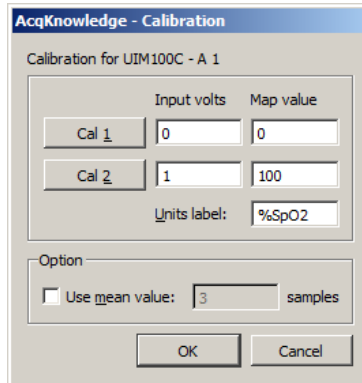 AcqKnowledge - Calibration
Calibration for UIM100C - A 1
Input volts Map value
Cal 1 0 0
Cal 2 1 100
Units label: %SpO2
Option
Use mean value: 3 samples
OK Cancel